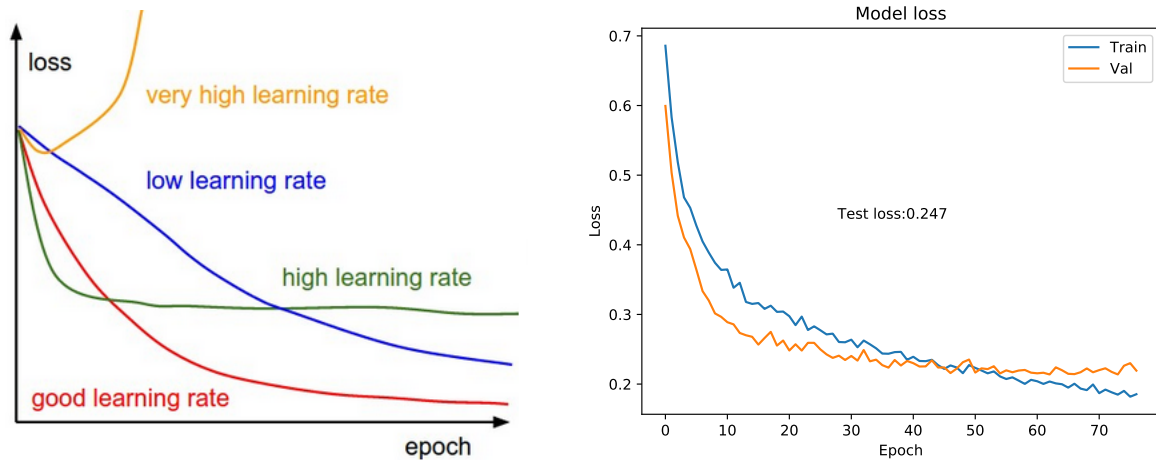 loss
very high learning rate
low learning rate
high learning rate
good learning rate
epoch
Model loss
Train
Val
Test loss:0.247
Loss
0.7
0.6
0.5
0.4
0.3
0.2
0 10 20 30 40 50 60 70
Epoch